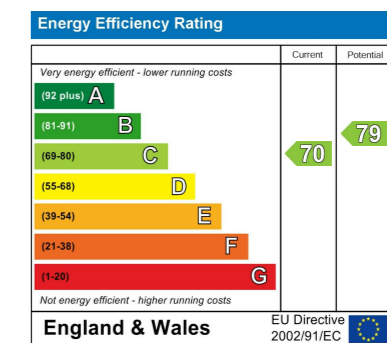 Energy Efficiency Rating
Current Potential
Very energy efficient - lower running costs
(92 plus) A
(81-91) B
(69-80) C
(55-68) D
(39-54) E
(21-38) F
(1-20) G
70
79
Not energy efficient - higher running costs
England & Wales
EU Directive
2002/91/EC